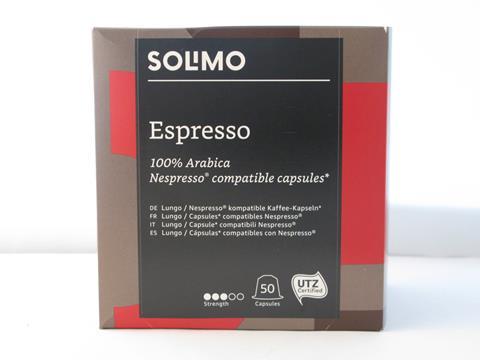 SOLIMO
Espresso
100% Arabica
Nespresso® compatible capsules*
DE Lungo / Nespresso® kompatible Kaffee-Kapseln*
FR Lungo / Capsules* compatibles Nespresso®
IT Lungo / Capsule* compatibili Nespresso®
ES Lungo / Cápsulas* compatibles con Nespresso®
Strength
50
Capsules
UTZ
Certified